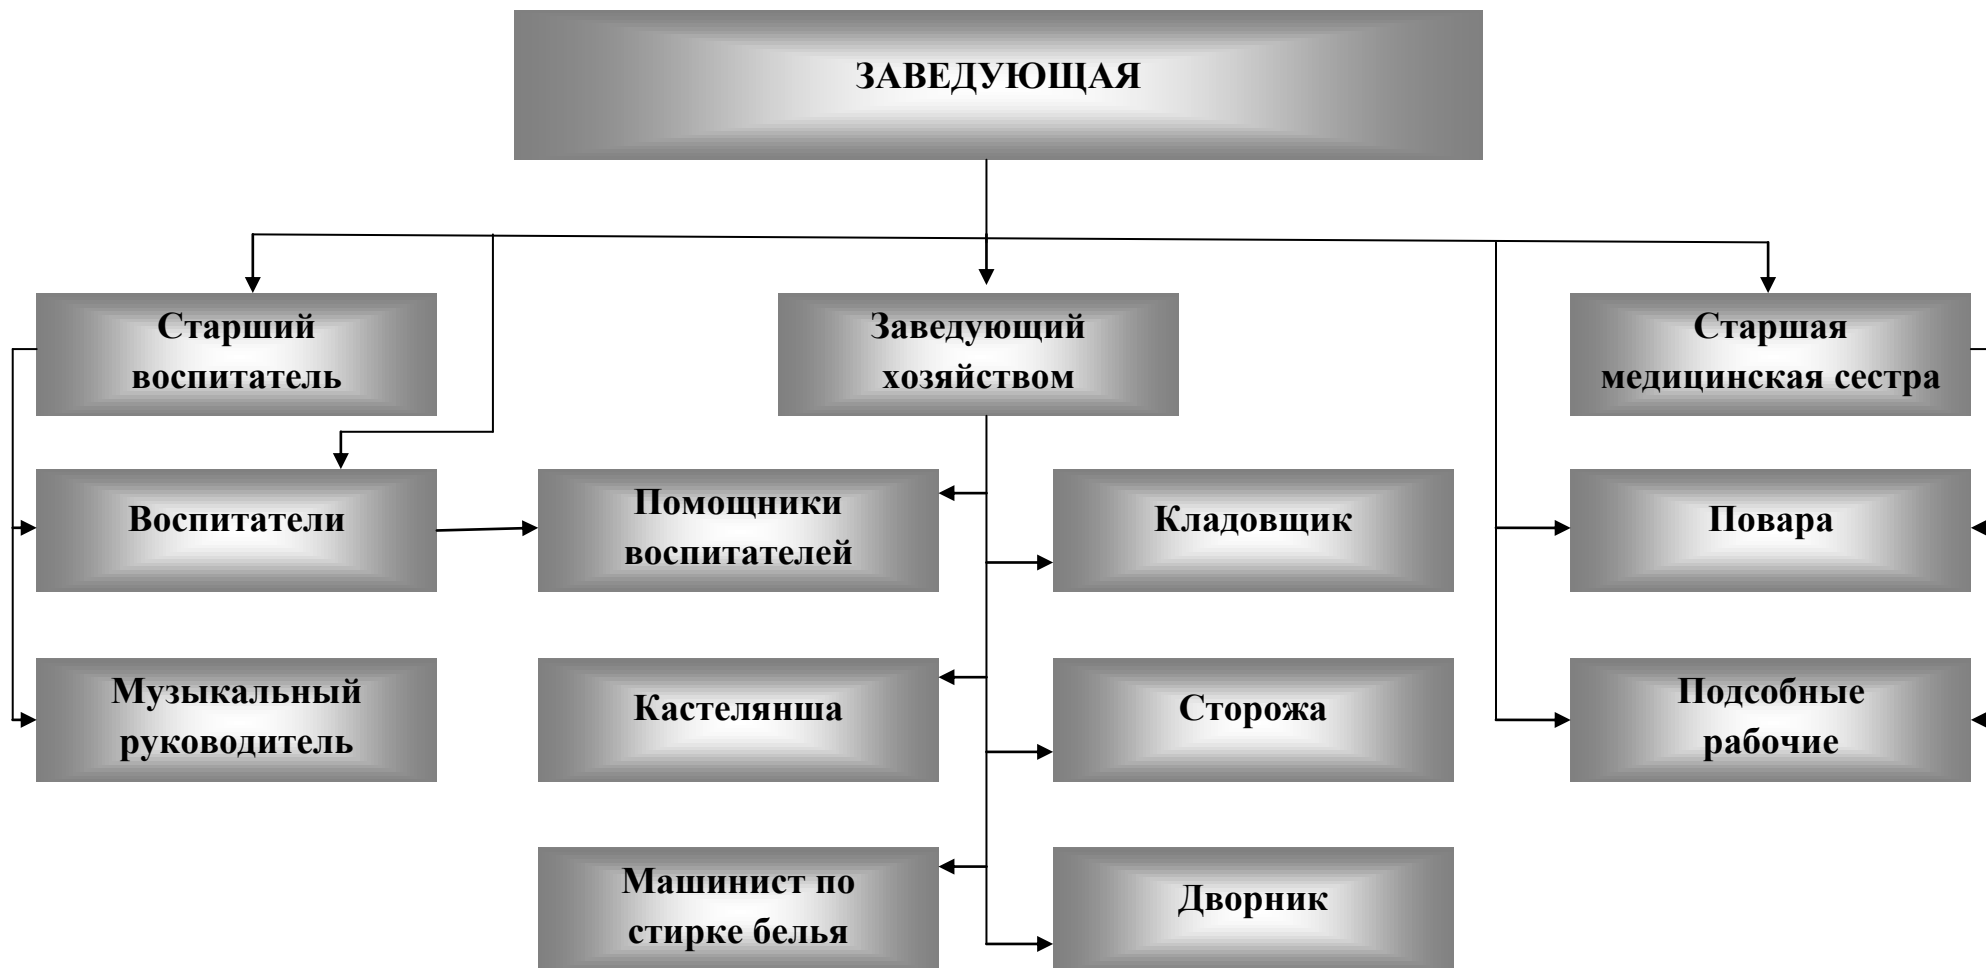 ЗАВЕДУЮЩАЯ
Старший
воспитатель
Заведующий
хозяйством
Старшая
медицинская сестра
Воспитатели
Помощники
воспитателей
Кладовщик
Повара
Музыкальный
руководитель
Кастелянша
Сторожа
Подсобные
рабочие
Машинист по
стирке белья
Дворник